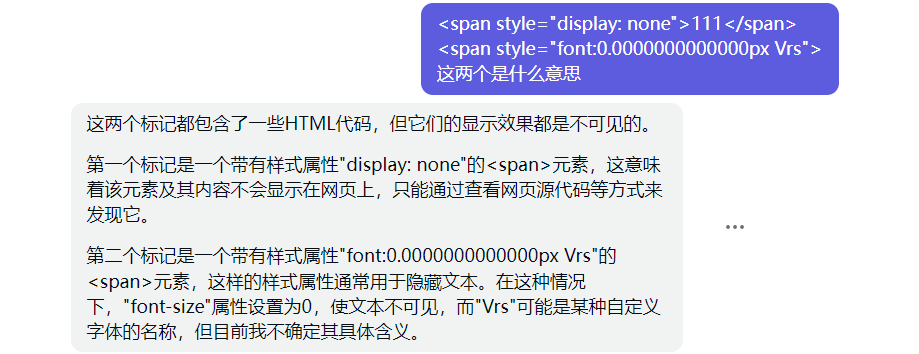 <span style="display: none">111</span>
<span style="font:0.0000000000000px Vrs">
这两个是什么意思
这两个标记都包含了一些HTML代码，但它们的显示效果都是不可见的。
第一个标记是一个带有样式属性"display: none"的<span>元素，这意味
着该元素及其内容不会显示在网页上，只能通过查看网页源代码等方式来
发现它。
第二个标记是一个带有样式属性"font:0.0000000000000px Vrs"的
<span>元素，这样的样式属性通常用于隐藏文本。在这种情况
下，"font-size"属性设置为0，使文本不可见，而"Vrs"可能是某种自定义
字体的名称，但目前我不确定其具体含义。